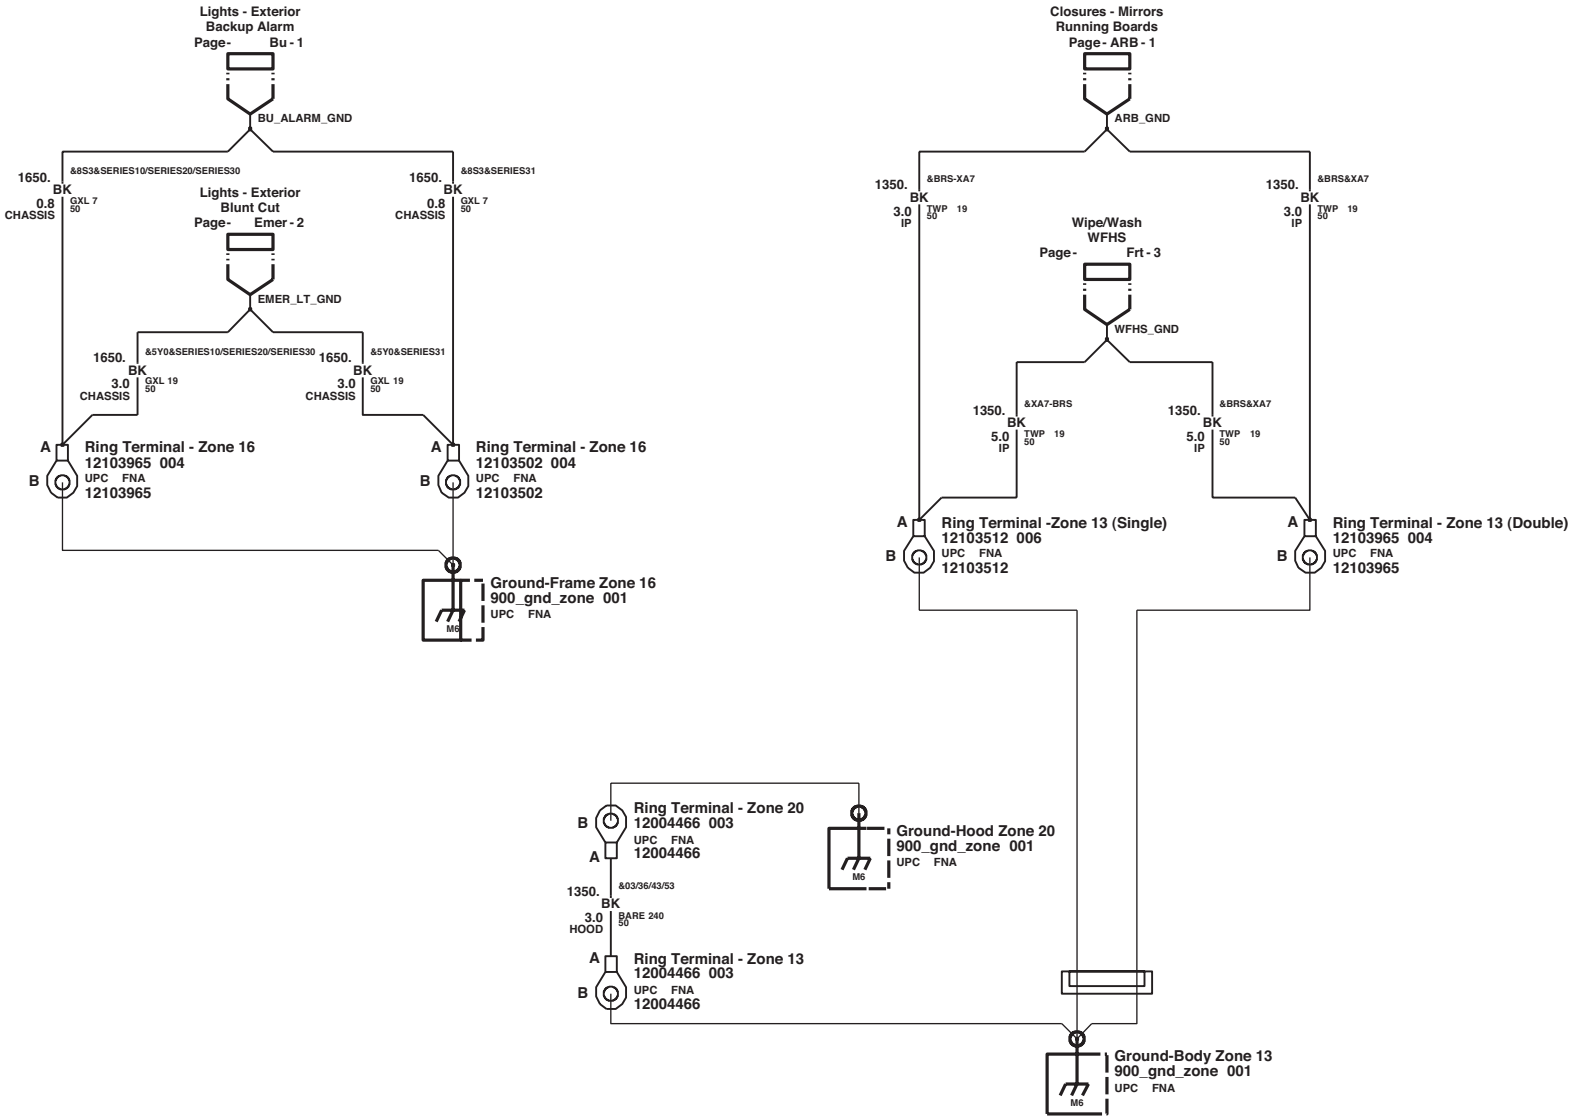 Lights - Exterior
Backup Alarm
Page- Bu - 1
BU_ALARM_GND
1650.
BK
0.8
CHASSIS
&8S3&SERIES10/SERIES20/SERIES30
GXL 7
50
1650.
BK
0.8
CHASSIS
&8S3&SERIES31
GXL 7
50
Lights - Exterior
Blunt Cut
Page- Emer - 2
EMER_LT_GND
1650.
BK
3.0
CHASSIS
&5Y0&SERIES10/SERIES20/SERIES30
GXL 19
50
1650.
BK
3.0
CHASSIS
&5Y0&SERIES31
GXL 19
50
A
B
Ring Terminal - Zone 16
12103965 004
UPC FNA
12103965
A
B
Ring Terminal - Zone 16
12103502 004
UPC FNA
12103502
Ground-Frame Zone 16
900_gnd_zone 001
UPC FNA
M6
Closures - Mirrors
Running Boards
Page- ARB - 1
ARB_GND
1350.
BK
3.0
IP
&BRS-XA7
TWP 19
50
1350.
BK
3.0
IP
&BRS&XA7
TWP 19
50
Wipe/Wash
WFHS
Page- Frt - 3
WFHS_GND
1350.
BK
5.0
IP
&XA7-BRS
TWP 19
50
1350.
BK
5.0
IP
&BRS&XA7
TWP 19
50
A
B
Ring Terminal -Zone 13 (Single)
12103512 006
UPC FNA
12103512
A
B
Ring Terminal - Zone 13 (Double)
12103965 004
UPC FNA
12103965
B
A
Ring Terminal - Zone 20
12004466 003
UPC FNA
12004466
Ground-Hood Zone 20
900_gnd_zone 001
UPC FNA
M6
1350.
BK
3.0
HOOD
&03/36/43/53
BARE 240
50
A
B
Ring Terminal - Zone 13
12004466 003
UPC FNA
12004466
Ground-Body Zone 13
900_gnd_zone 001
UPC FNA
M6